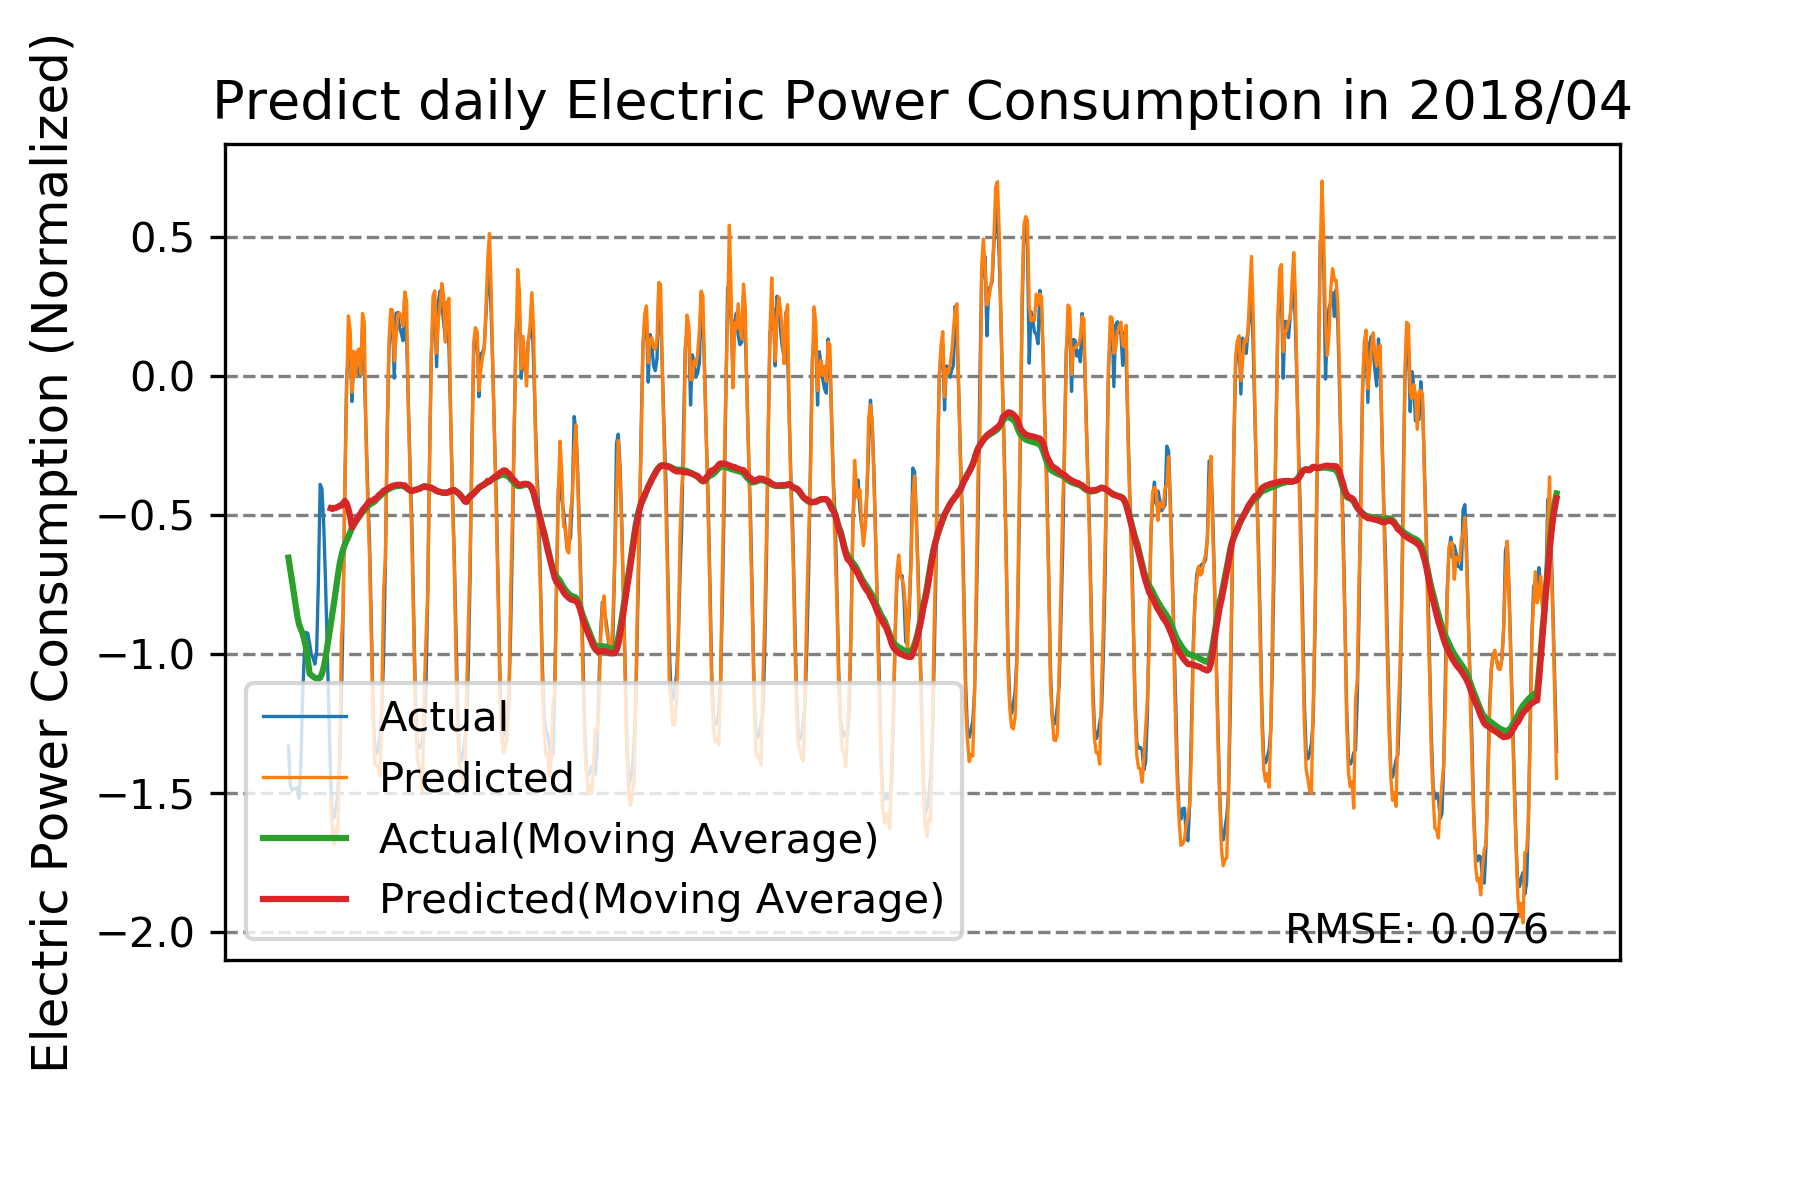 Predict daily Electric Power Consumption in 2018/04
Electric Power Consumption (Normalized)
0.5
0.0
−0.5
−1.0
−1.5
−2.0
Actual
Predicted
Actual(Moving Average)
Predicted(Moving Average)
RMSE: 0.076